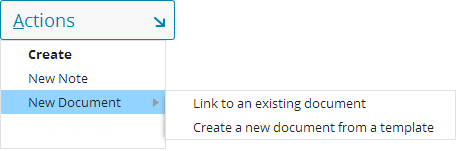 Actions
Create
New Note
New Document
Link to an existing document
Create a new document from a template